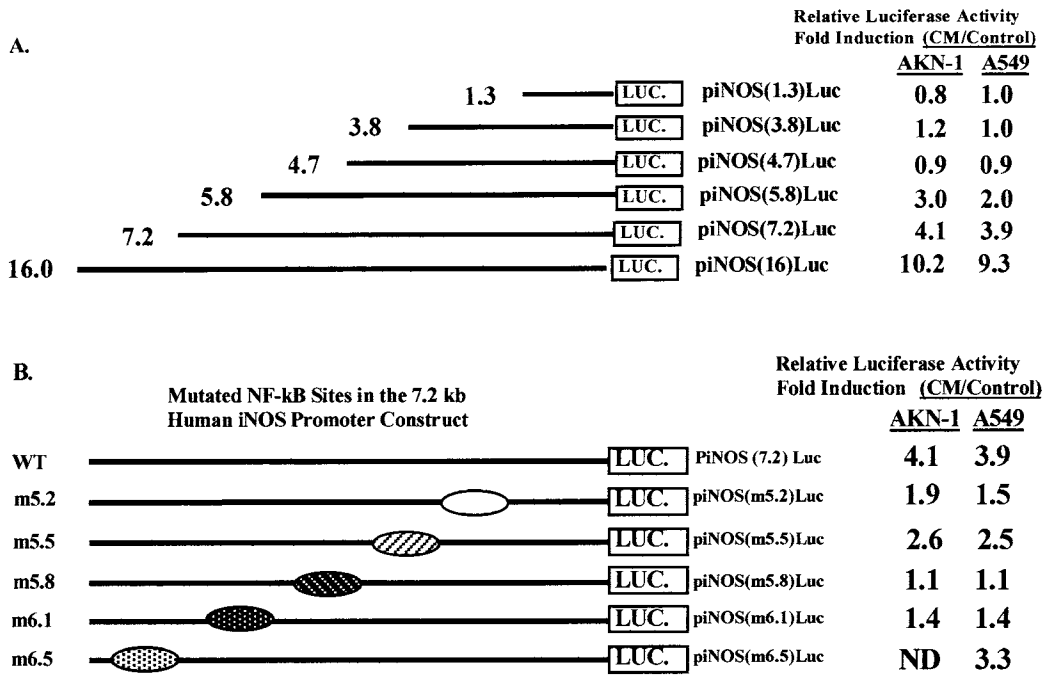 A.
Relative Luciferase Activity
Fold Induction (CM/Control)
AKN-1 A549
1.3 LUC. piNOS(1.3)Luc 0.8 1.0
3.8 LUC. piNOS(3.8)Luc 1.2 1.0
4.7 LUC. piNOS(4.7)Luc 0.9 0.9
5.8 LUC. piNOS(5.8)Luc 3.0 2.0
7.2 LUC. piNOS(7.2)Luc 4.1 3.9
16.0 LUC. piNOS(16)Luc 10.2 9.3
B.
Mutated NF-kB Sites in the 7.2 kb
Human iNOS Promoter Construct
Relative Luciferase Activity
Fold Induction (CM/Control)
AKN-1 A549
WT LUC. PiNOS (7.2) Luc 4.1 3.9
m5.2 LUC. piNOS(m5.2)Luc 1.9 1.5
m5.5 LUC. piNOS(m5.5)Luc 2.6 2.5
m5.8 LUC. piNOS(m5.8)Luc 1.1 1.1
m6.1 LUC. piNOS(m6.1)Luc 1.4 1.4
m6.5 LUC. piNOS(m6.5)Luc ND 3.3